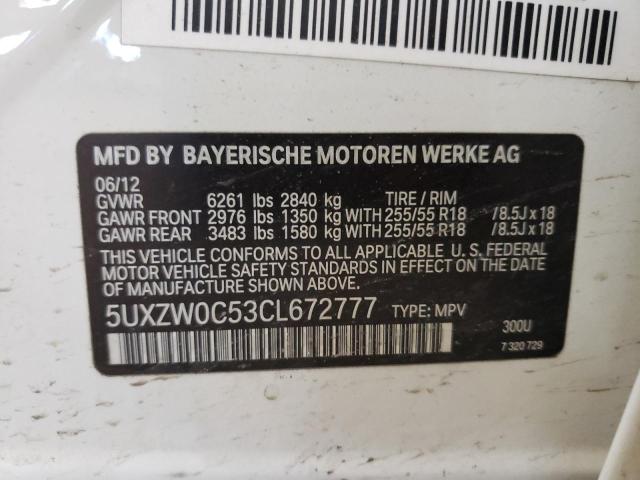 MFD BY BAYERISCHE MOTOREN WERKE AG
06/12
GVWR 6261 lbs 2840 kg TIRE / RIM
GAWR FRONT 2976 lbs 1350 kg WITH 255/55 R18 /8.5J x 18
GAWR REAR 3483 lbs 1580 kg WITH 255/55 R18 /8.5J x 18
THIS VEHICLE CONFORMS TO ALL APPLICABLE U. S. FEDERAL
MOTOR VEHICLE SAFETY STANDARDS IN EFFECT ON THE DATE
OF MANUFACTURE SHOWN ABOVE.
5UXZW0C53CL672777 TYPE: MPV
300U
7 320 729